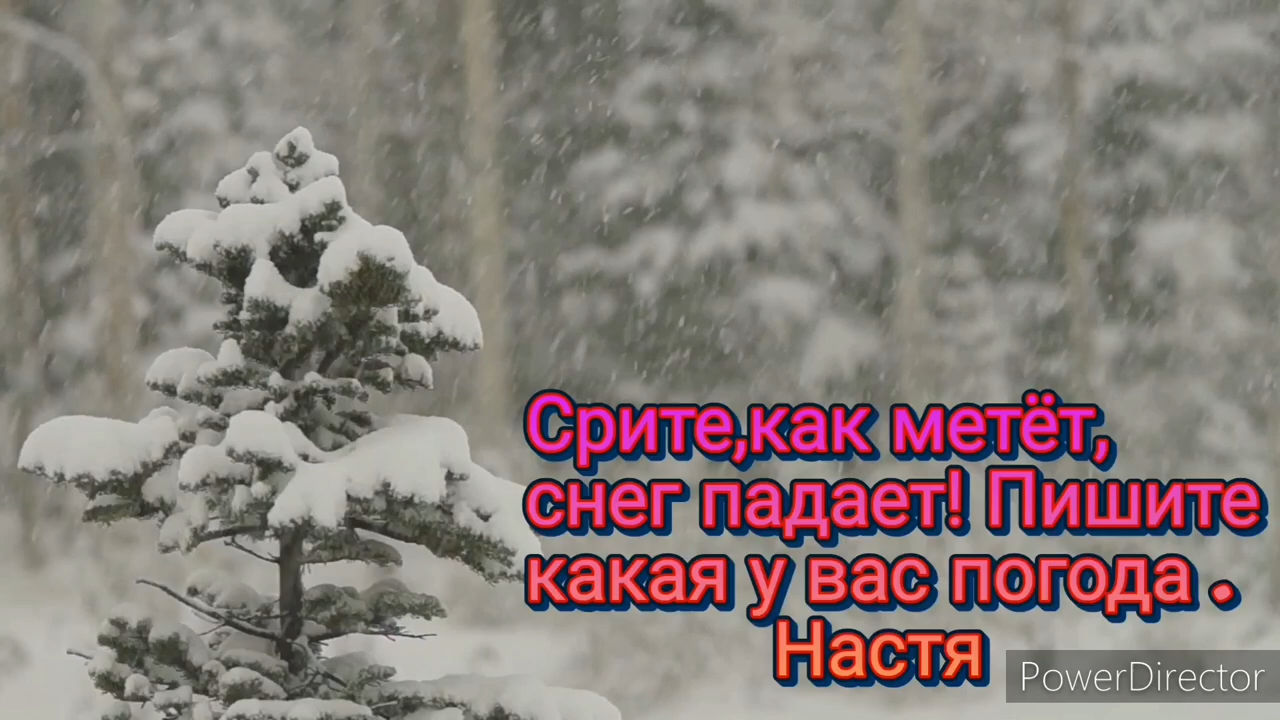 Срите,как метёт,
снег падает! Пишите
какая у вас погода .
Настя
PowerDirector